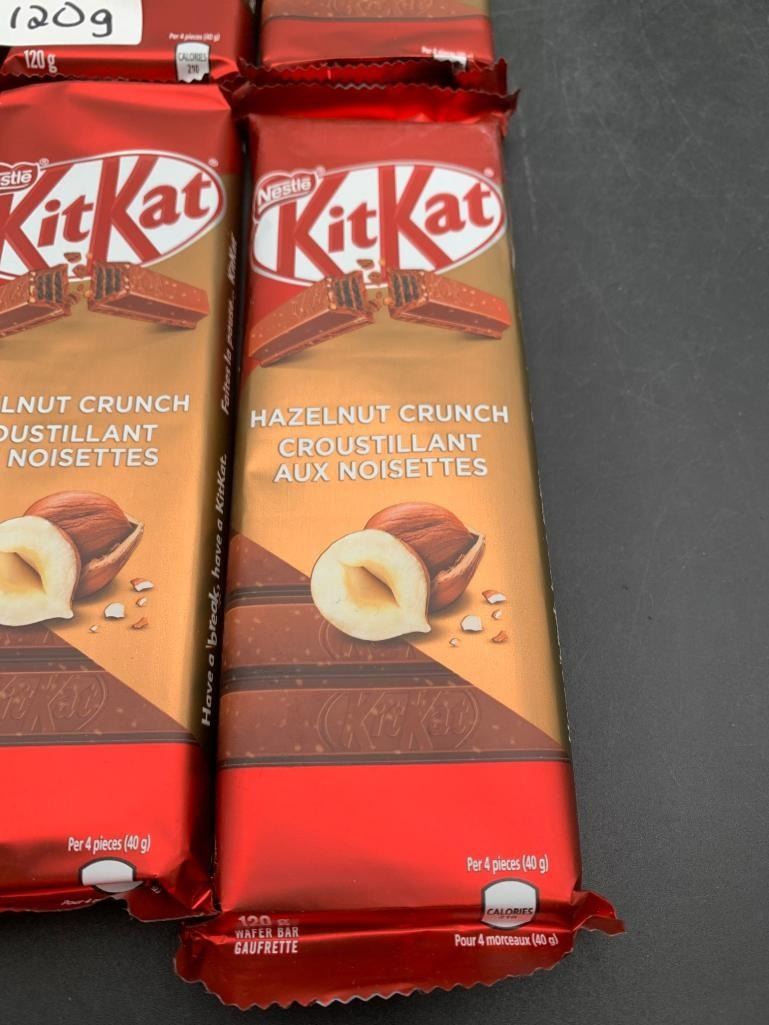 120g
120 g
Per 4 pieces (40 g)
CALORIES
210
Nestlé
KitKat
HAZELNUT CRUNCH
CROUSTILLANT
AUX NOISETTES
KitKat
Per 4 pieces (40 g)
CALORIES
Pour 4 morceaux (40 g)
120 g
WAFER BAR
GAUFRETTE
KitKat
LNUT CRUNCH
OUSTILLANT
NOISETTES
KitKat
Per 4 pieces (40 g)
Have a break, have a KitKat.
Faites la pause... KitKat